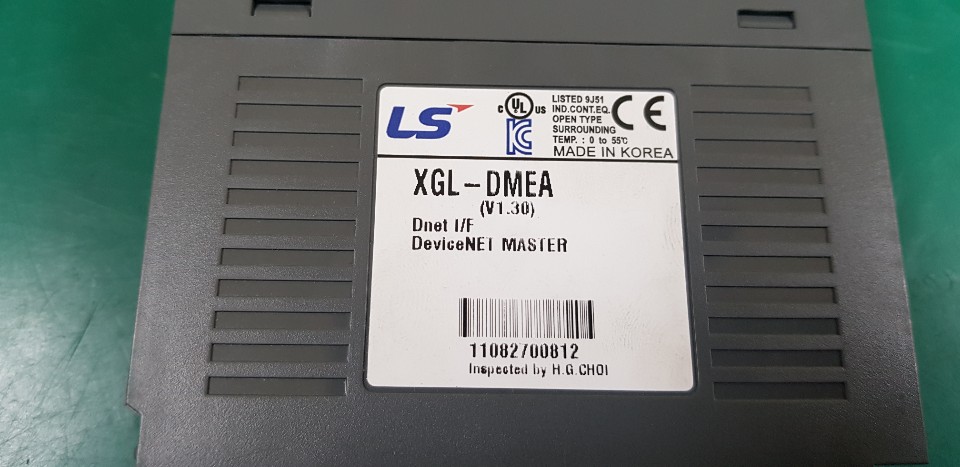 LS
c UL US
LISTED 9J51
IND.CONT.EQ.
OPEN TYPE
SURROUNDING
TEMP. : 0 to 55℃
CE
MADE IN KOREA
XGL-DMEA
(V1.30)
Dnet I/F
DeviceNET MASTER
11082700812
Inspected by H.G.CHOI